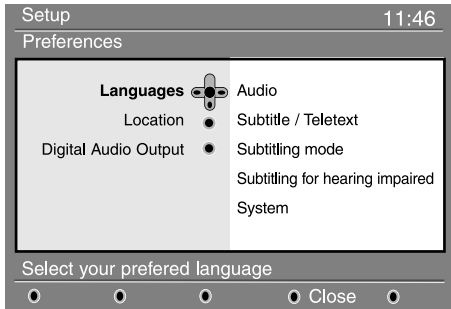 Setup 11:46
Preferences
Languages Audio
Location Subtitle / Teletext
Digital Audio Output Subtitling mode
Subtitling for hearing impaired
System
Select your prefered language
Close